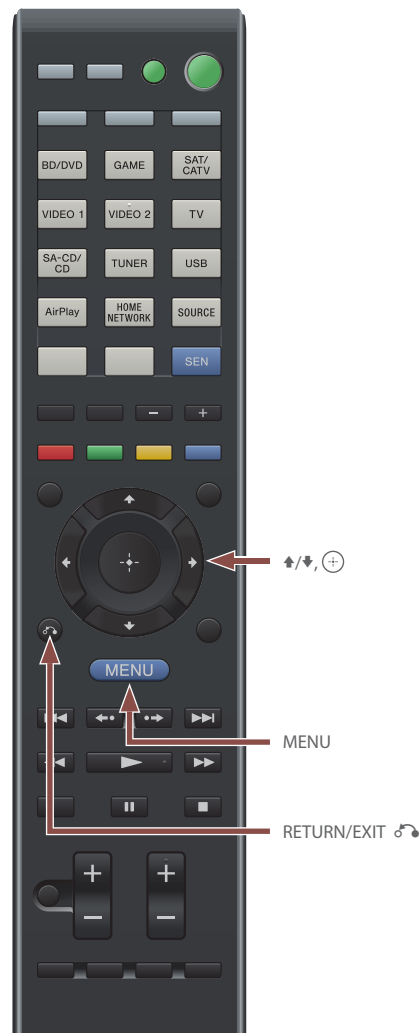 BD/DVD
GAME
SAT/
CATV
VIDEO 1
VIDEO 2
TV
SA-CD/
CD
TUNER
USB
AirPlay
HOME
NETWORK
SOURCE
SEN
− +
↑/↓,
MENU
MENU
RETURN/EXIT
+ +
− −